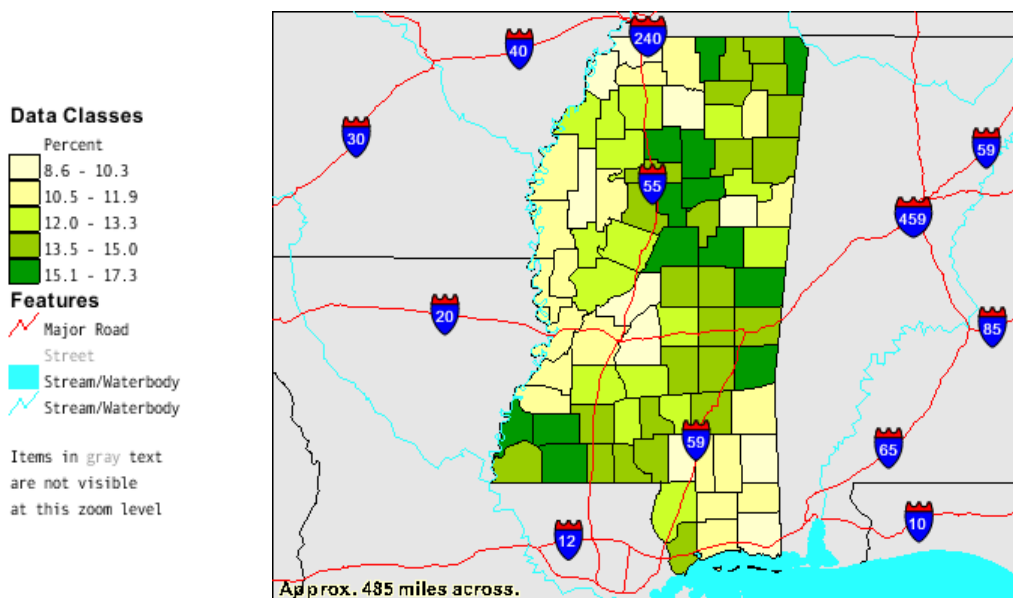 Data Classes
Percent
8.6 - 10.3
10.5 - 11.9
12.0 - 13.3
13.5 - 15.0
15.1 - 17.3
Features
Major Road
Street
Stream/Waterbody
Stream/Waterbody
Items in gray text
are not visible
at this zoom level
240
40
30
59
55
459
20
85
59
65
10
12
Approx. 485 miles across.